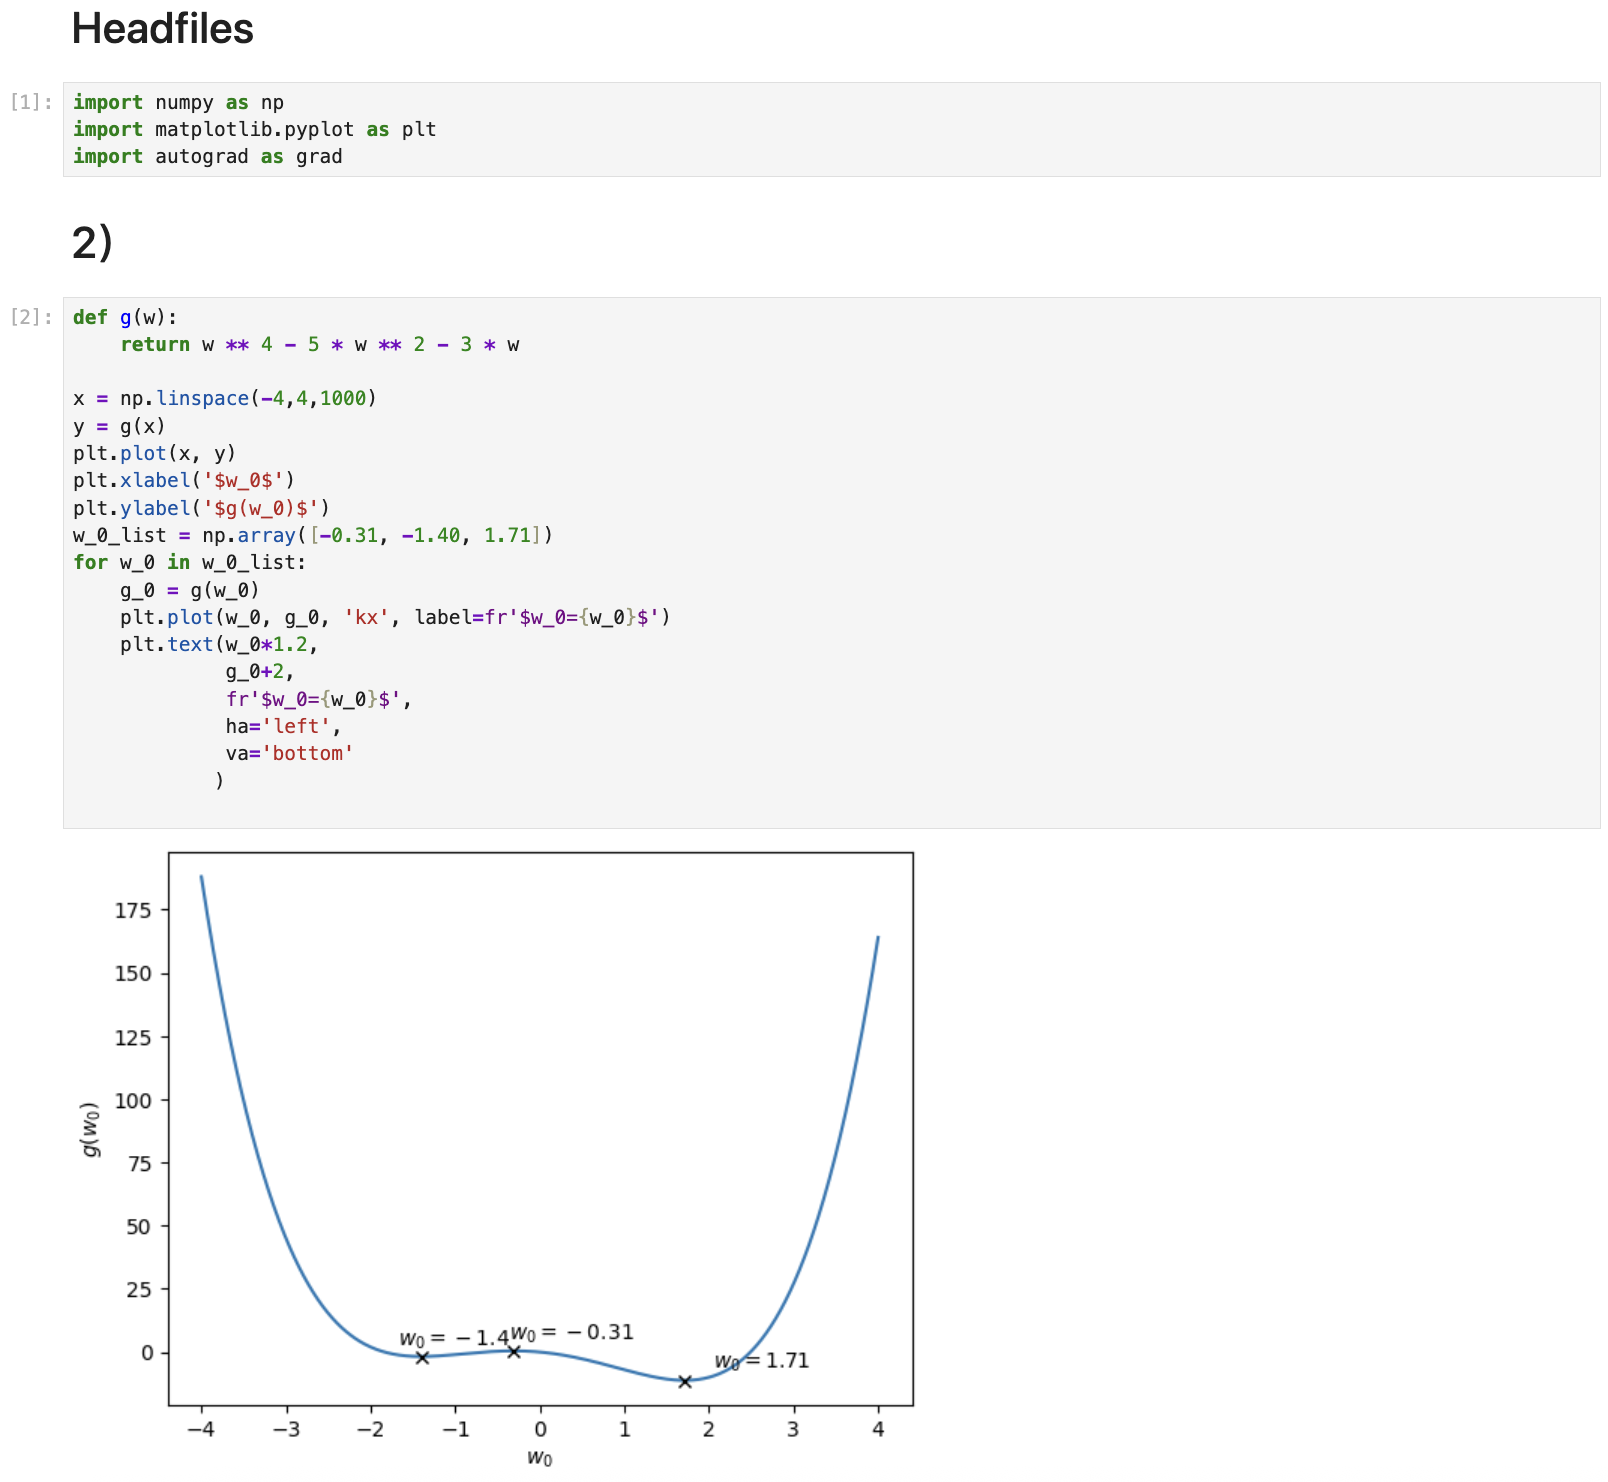 Headfiles
[1]:
import numpy as np
import matplotlib.pyplot as plt
import autograd as grad
2)
[2]:
def g(w):
    return w ** 4 - 5 * w ** 2 - 3 * w
x = np.linspace(-4,4,1000)
y = g(x)
plt.plot(x, y)
plt.xlabel('$w_0$')
plt.ylabel('$g(w_0)$')
w_0_list = np.array([-0.31, -1.40, 1.71])
for w_0 in w_0_list:
    g_0 = g(w_0)
    plt.plot(w_0, g_0, 'kx', label=fr'$w_0={w_0}$')
    plt.text(w_0*1.2,
             g_0+2,
             fr'$w_0={w_0}$',
             ha='left',
             va='bottom'
            )
175
150
125
100
75
50
25
0
g(w₀)
w₀ = −1.4
w₀ = −0.31
w₀ = 1.71
−4 −3 −2 −1 0 1 2 3 4
w₀